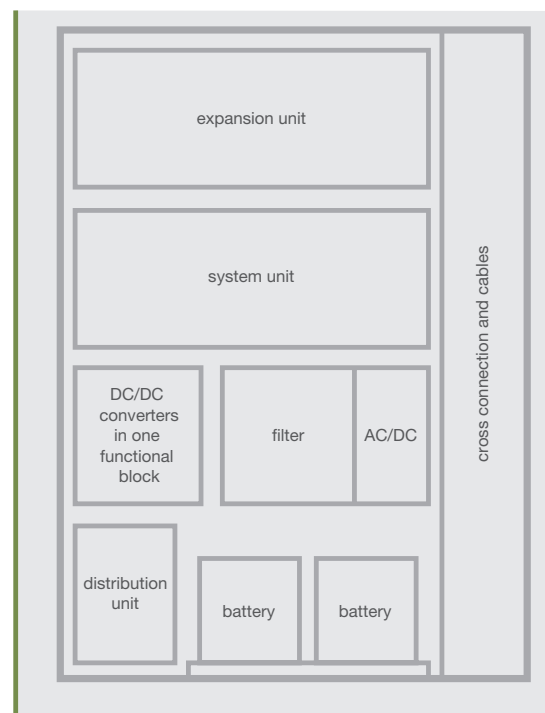 expansion unit
system unit
DC/DC
converters
in one
functional
block
filter
AC/DC
distribution
unit
battery
battery
cross connection and cables